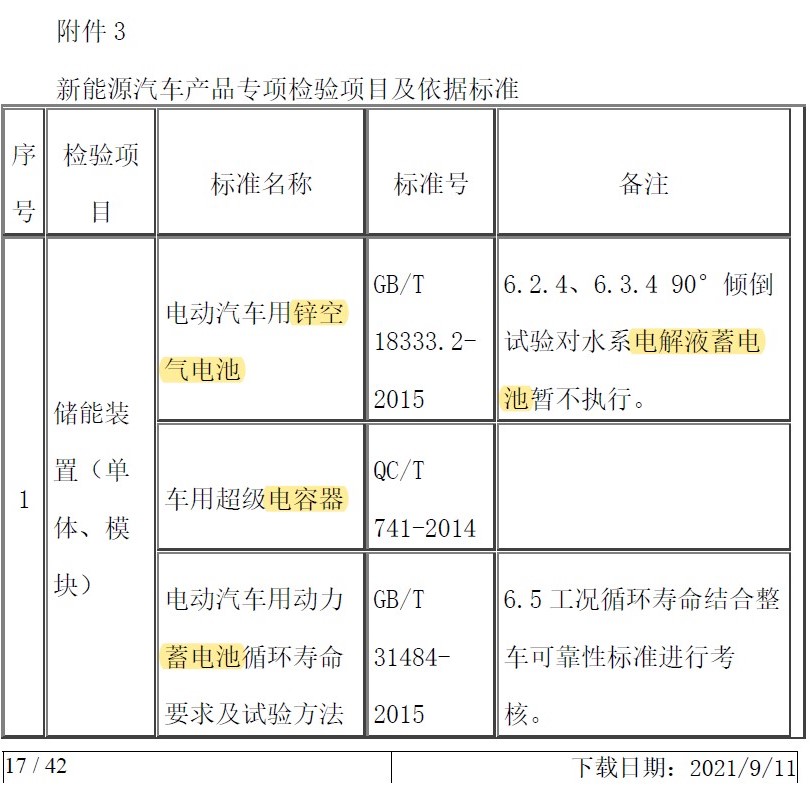 附件 3
新能源汽车产品专项检验项目及依据标准
序
号
检验项
目
标准名称
标准号
备注
1
储能装
置（单
体、模
块）
电动汽车用锌空
气电池
GB/T
18333.2-
2015
6.2.4、6.3.4 90°倾倒
试验对水系电解液蓄电
池暂不执行。
车用超级电容器
QC/T
741-2014
电动汽车用动力
蓄电池循环寿命
要求及试验方法
GB/T
31484-
2015
6.5 工况循环寿命结合整
车可靠性标准进行考
核。
17 / 42
下载日期：2021/9/11